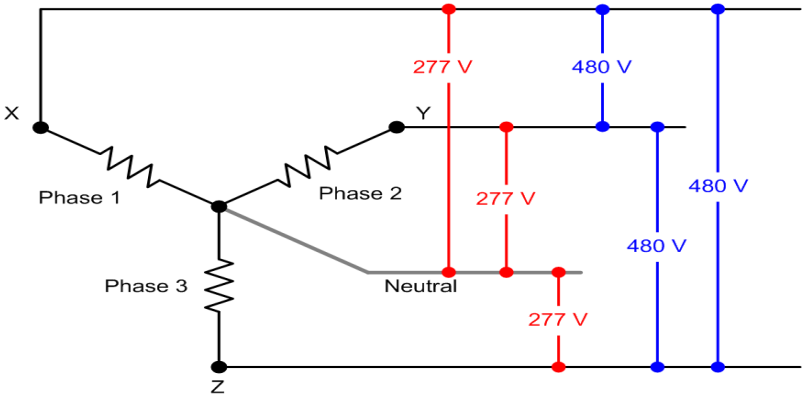 277 V
480 V
X
Y
Phase 1
Phase 2
277 V
480 V
480 V
Phase 3
Neutral
277 V
Z